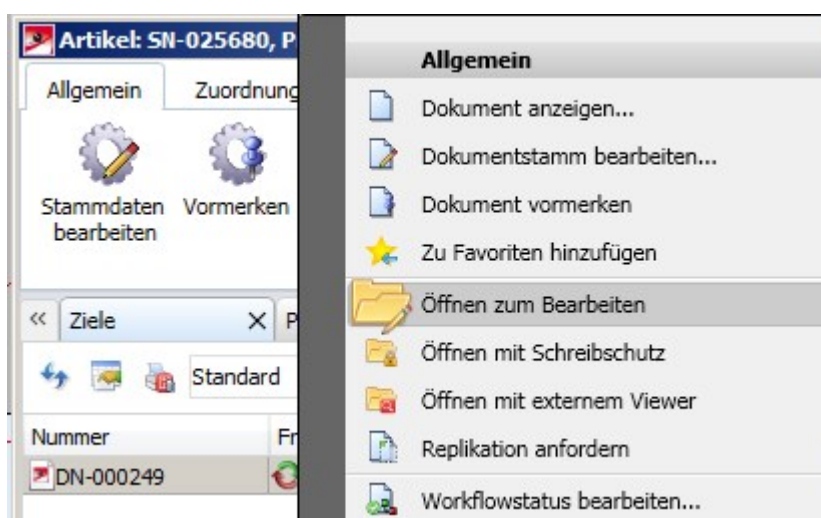 Artikel: SN-025680, P
Allgemein Zuordnung
Stammdaten bearbeiten
Vormerken
Ziele
P
Standard
Nummer Fr
DN-000249
Allgemein
Dokument anzeigen...
Dokumentstamm bearbeiten...
Dokument vormerken
Zu Favoriten hinzufügen
Öffnen zum Bearbeiten
Öffnen mit Schreibschutz
Öffnen mit externem Viewer
Replikation anfordern
Workflowstatus bearbeiten...